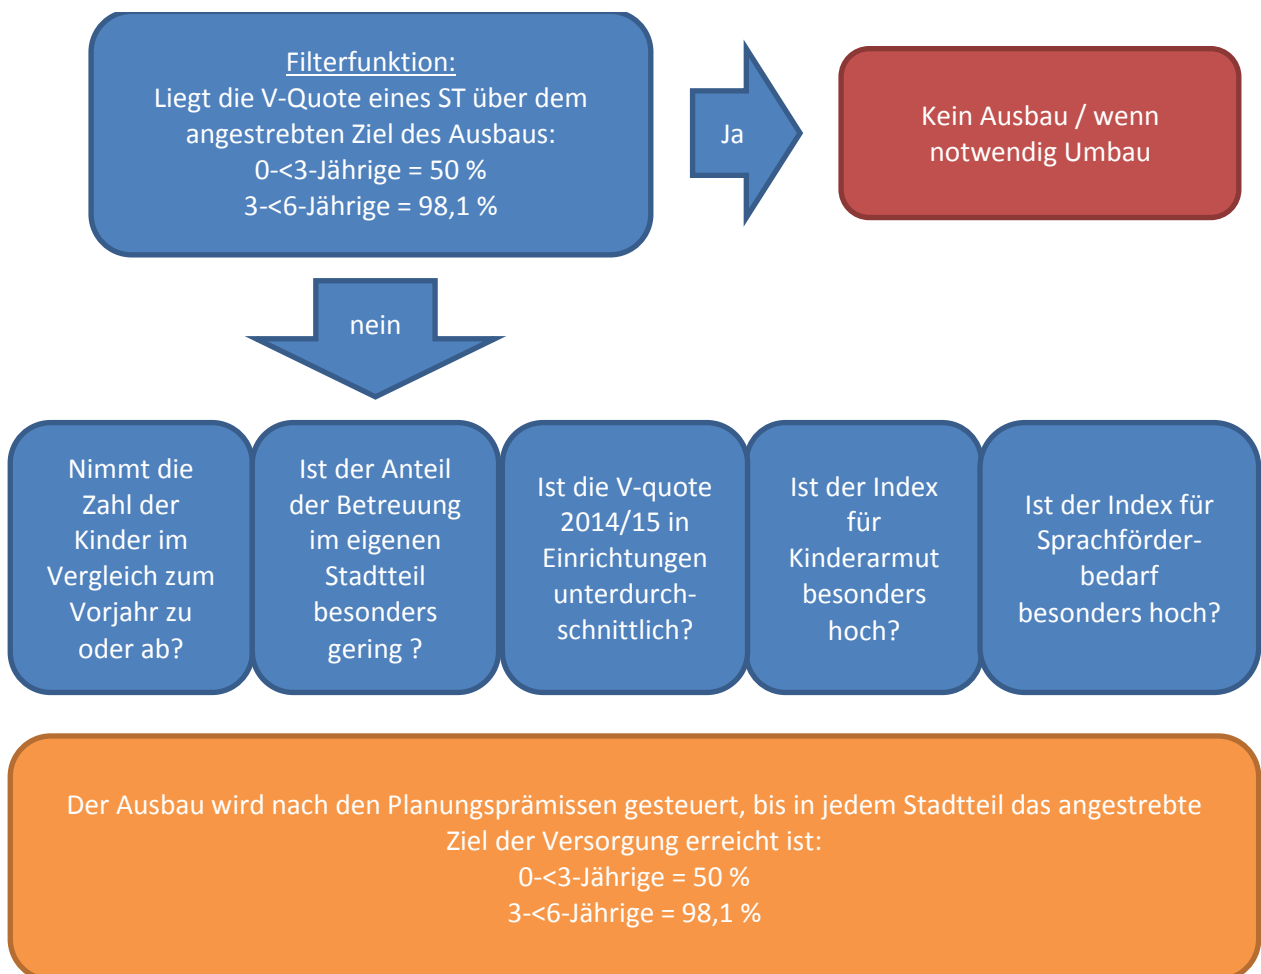 Filterfunktion:
Liegt die V-Quote eines ST über dem
angestrebten Ziel des Ausbaus:
0-<3-Jährige = 50 %
3-<6-Jährige = 98,1 %
Ja
Kein Ausbau / wenn
notwendig Umbau
nein
Nimmt die
Zahl der
Kinder im
Vergleich zum
Vorjahr zu
oder ab?
Ist der Anteil
der Betreuung
im eigenen
Stadtteil
besonders
gering ?
Ist die V-quote
2014/15 in
Einrichtungen
unterdurch-
schnittlich?
Ist der Index
für
Kinderarmut
besonders
hoch?
Ist der Index für
Sprachförder-
bedarf
besonders hoch?
Der Ausbau wird nach den Planungsprämissen gesteuert, bis in jedem Stadtteil das angestrebte
Ziel der Versorgung erreicht ist:
0-<3-Jährige = 50 %
3-<6-Jährige = 98,1 %